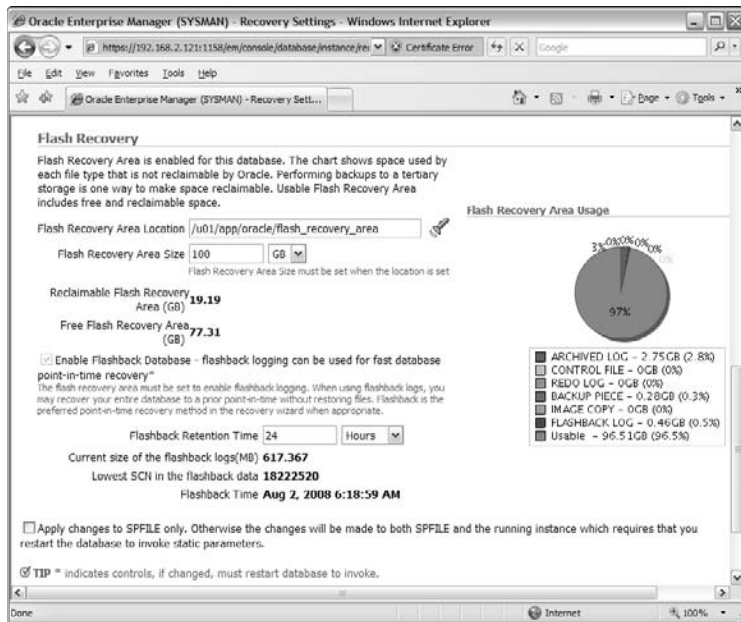 Oracle Enterprise Manager (SYSMAN) - Recovery Settings - Windows Internet Explorer
https://192.168.2.121:1158/em/console/database/instance/rei
Certificate Error
Google
File Edit View Favorites Tools Help
Oracle Enterprise Manager (SYSMAN) - Recovery Sett...
Page Tools
Flash Recovery
Flash Recovery Area is enabled for this database. The chart shows space used by
each file type that is not reclaimable by Oracle. Performing backups to a tertiary
storage is one way to make space reclaimable. Usable Flash Recovery Area
includes free and reclaimable space.
Flash Recovery Area Location /u01/app/oracle/flash_recovery_area
Flash Recovery Area Size 100 GB
Flash Recovery Area Size must be set when the location is set
Reclaimable Flash Recovery
Area (GB) 19.19
Free Flash Recovery Area
(GB) 77.31
Enable Flashback Database - flashback logging can be used for fast database
point-in-time recovery*
The flash recovery area must be set to enable flashback logging. When using flashback logs, you
may recover your entire database to a prior point-in-time without restoring files. Flashback is the
preferred point-in-time recovery method in the recovery wizard when appropriate.
Flashback Retention Time 24 Hours
Current size of the flashback logs(MB) 617.367
Lowest SCN in the flashback data 18222520
Flashback Time Aug 2, 2008 6:18:59 AM
Flash Recovery Area Usage
3% 0% 0% 0% 0% 0%
97%
ARCHIVED LOG - 2.75GB (2.8%)
CONTROL FILE - 0GB (0%)
REDO LOG - 0GB (0%)
BACKUP PIECE - 0.28GB (0.3%)
IMAGE COPY - 0GB (0%)
FLASHBACK LOG - 0.46GB (0.5%)
Usable - 96.51GB (96.5%)
Apply changes to SPFILE only. Otherwise the changes will be made to both SPFILE and the running instance which requires that you
restart the database to invoke static parameters.
TIP * indicates controls, if changed, must restart database to invoke.
Done
Internet
100%